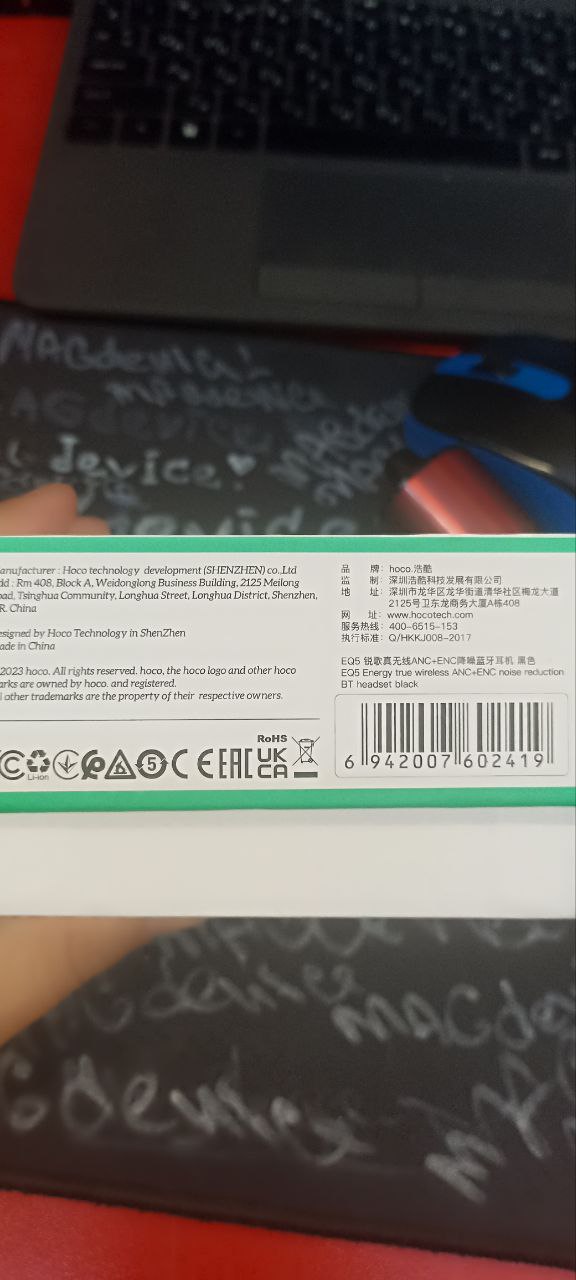 MAGdevice!
device!
anufacturer : Hoco technology development (SHENZHEN) co.,Ltd
dd : Rm 408, Block A, Weidonglong Business Building, 2125 Meilong
oad, Tsinghua Community, Longhua Street, Longhua District, Shenzhen,
R. China
esigned by Hoco Technology in ShenZhen
ade in China
2023 hoco. All rights reserved. hoco, the hoco logo and other hoco
arks are owned by hoco. and registered.
l other trademarks are the property of their respective owners.
Li-ion
5
CE
EAC
RoHS
UK
CA
品 牌: hoco.浩酷
监 制: 深圳浩酷科技发展有限公司
地 址: 深圳市龙华区龙华街道清华社区梅龙大道
2125号卫东龙商务大厦A栋408
网 址: www.hocotech.com
服务热线: 400-6515-153
执行标准: Q/HKKJ008-2017
EQ5 锐歌真无线ANC+ENC降噪蓝牙耳机 黑色
EQ5 Energy true wireless ANC+ENC noise reduction
BT headset black
6 942007 602419
device
MAGde
device